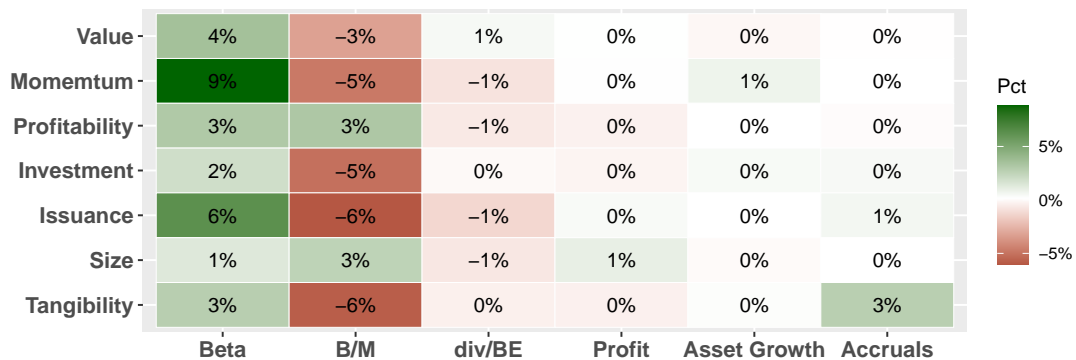 Value 4% −3% 1% 0% 0% 0%
Momemtum 9% −5% −1% 0% 1% 0%
Profitability 3% 3% −1% 0% 0% 0%
Investment 2% −5% 0% 0% 0% 0%
Issuance 6% −6% −1% 0% 0% 1%
Size 1% 3% −1% 1% 0% 0%
Tangibility 3% −6% 0% 0% 0% 3%
Beta B/M div/BE Profit Asset Growth Accruals
Pct
5%
0%
−5%